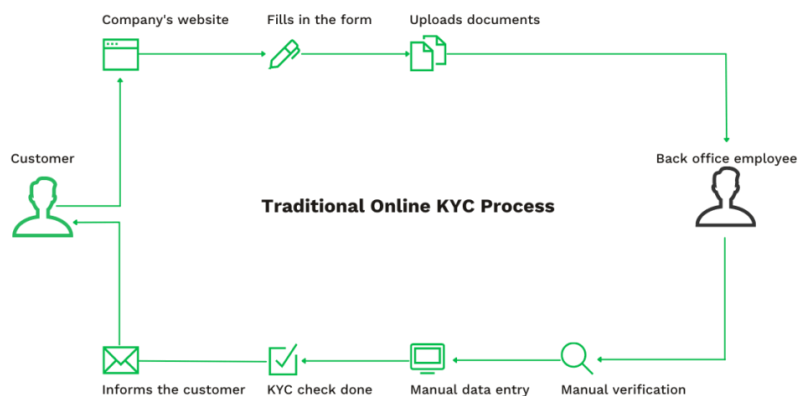 Company's website
Fills in the form
Uploads documents
Customer
Back office employee
Traditional Online KYC Process
Informs the customer
KYC check done
Manual data entry
Manual verification